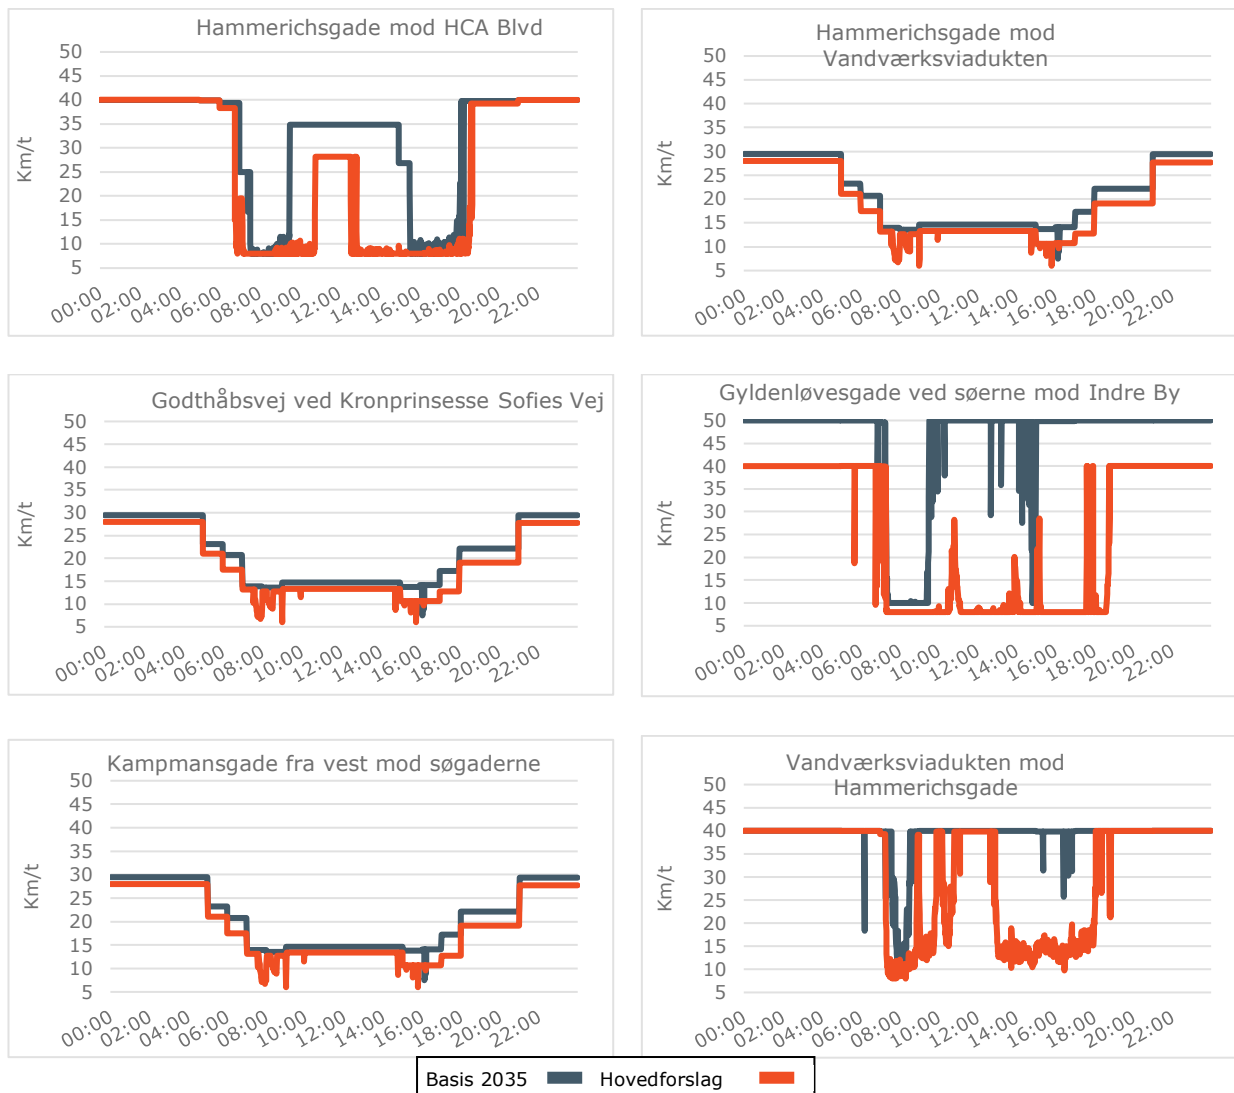 Hammerichsgade mod HCA Blvd
50
45
40
35
30
25
20
15
10
5
Km/t
00:00 02:00 04:00 06:00 08:00 10:00 12:00 14:00 16:00 18:00 20:00 22:00
Hammerichsgade mod
Vandværksviadukten
50
45
40
35
30
25
20
15
10
5
Km/t
00:00 02:00 04:00 06:00 08:00 10:00 12:00 14:00 16:00 18:00 20:00 22:00
Godthåbsvej ved Kronprinsesse Sofies Vej
50
45
40
35
30
25
20
15
10
5
Km/t
00:00 02:00 04:00 06:00 08:00 10:00 12:00 14:00 16:00 18:00 20:00 22:00
Gyldenløvesgade ved søerne mod Indre By
50
45
40
35
30
25
20
15
10
5
Km/t
00:00 02:00 04:00 06:00 08:00 10:00 12:00 14:00 16:00 18:00 20:00 22:00
Kampmansgade fra vest mod søgaderne
50
45
40
35
30
25
20
15
10
5
Km/t
00:00 02:00 04:00 06:00 08:00 10:00 12:00 14:00 16:00 18:00 20:00 22:00
Vandværksviadukten mod
Hammerichsgade
50
45
40
35
30
25
20
15
10
5
Km/t
00:00 02:00 04:00 06:00 08:00 10:00 12:00 14:00 16:00 18:00 20:00 22:00
Basis 2035 Hovedforslag